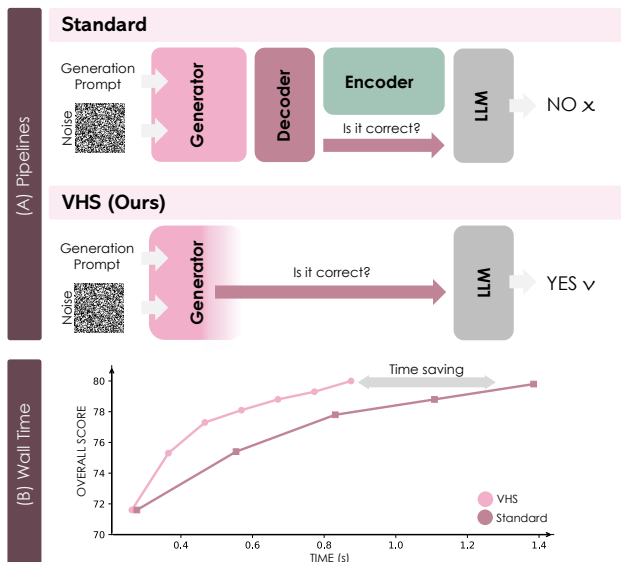 (A) Pipelines
Standard
Generation
Prompt
Noise
Generator
Decoder
Encoder
Is it correct?
LLM
NO x
VHS (Ours)
Generation
Prompt
Noise
Generator
Is it correct?
LLM
YES v
(B) Wall Time
OVERALL SCORE
80
78
76
74
72
70
Time saving
VHS
Standard
0.4 0.6 0.8 1.0 1.2 1.4
TIME (s)